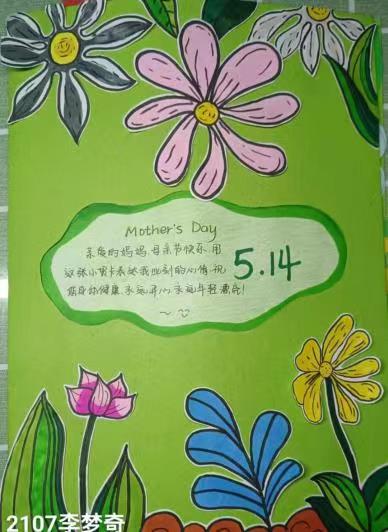 Mother's Day
亲爱的妈妈,母亲节快乐,用
这张小贺卡表达我此刻的心情,祝
您身体健康,永远开心,永远年轻漂亮!
5.14
2107李梦奇